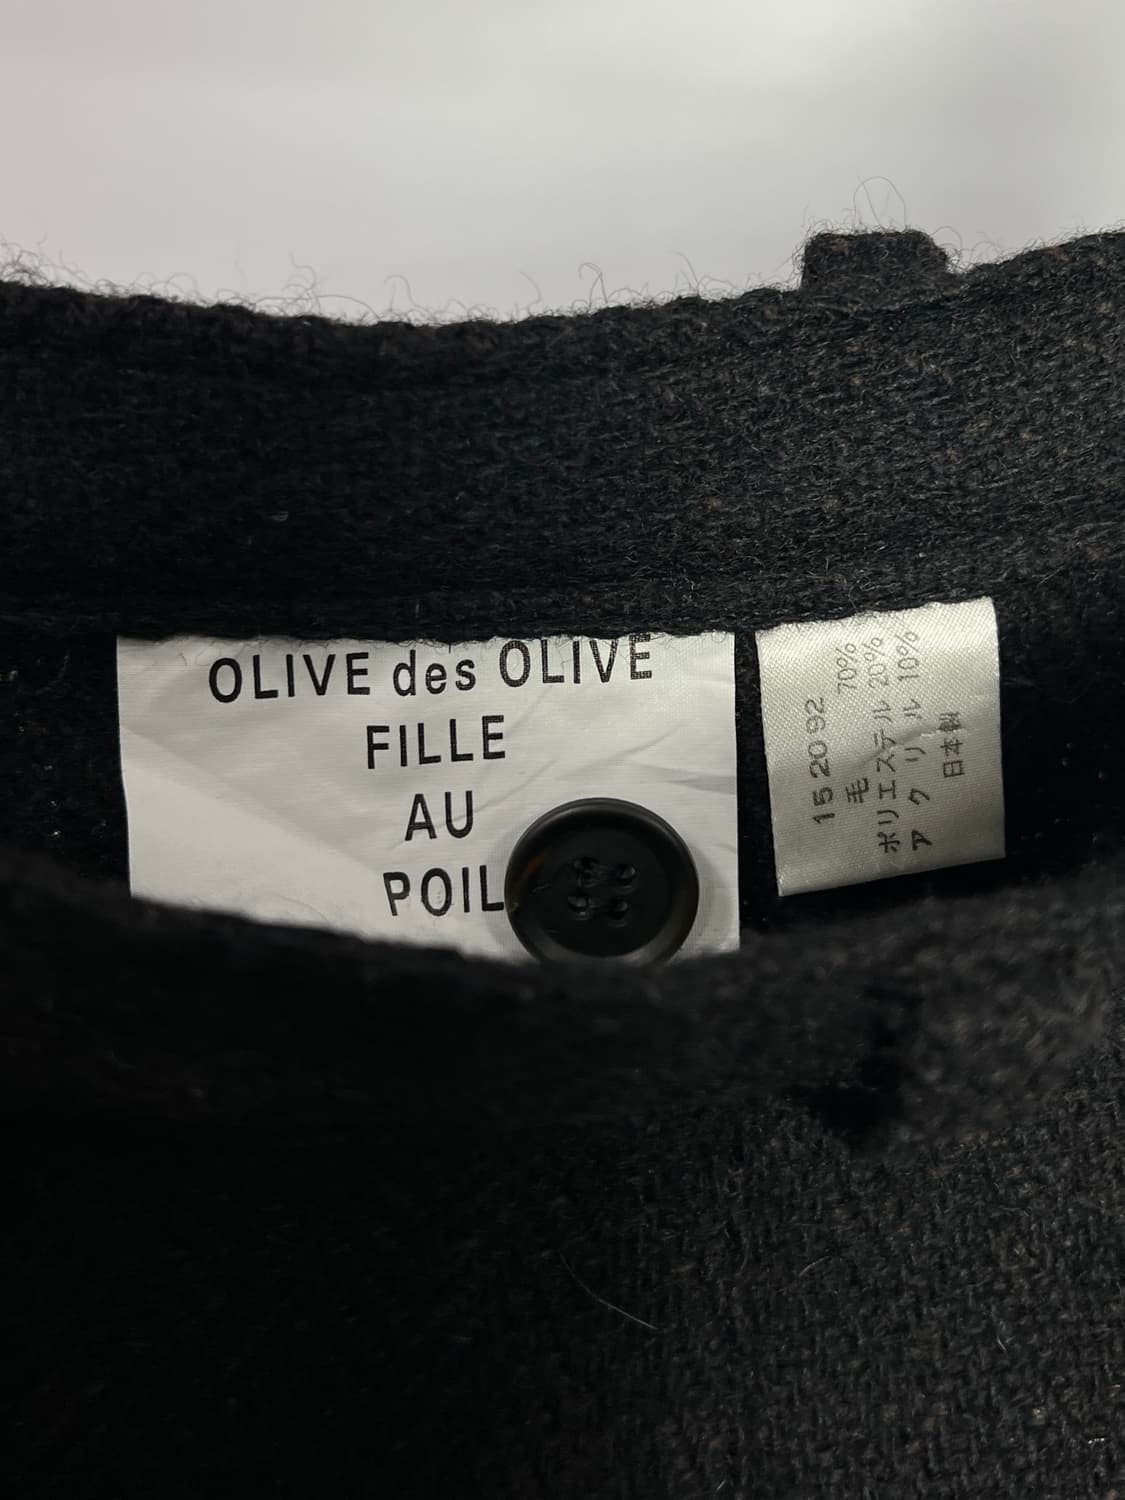 OLIVE des OLIVE
FILLE
AU
POIL
15 20 92
毛 70%
ポリエステル 20%
アクリル 10%
日本製